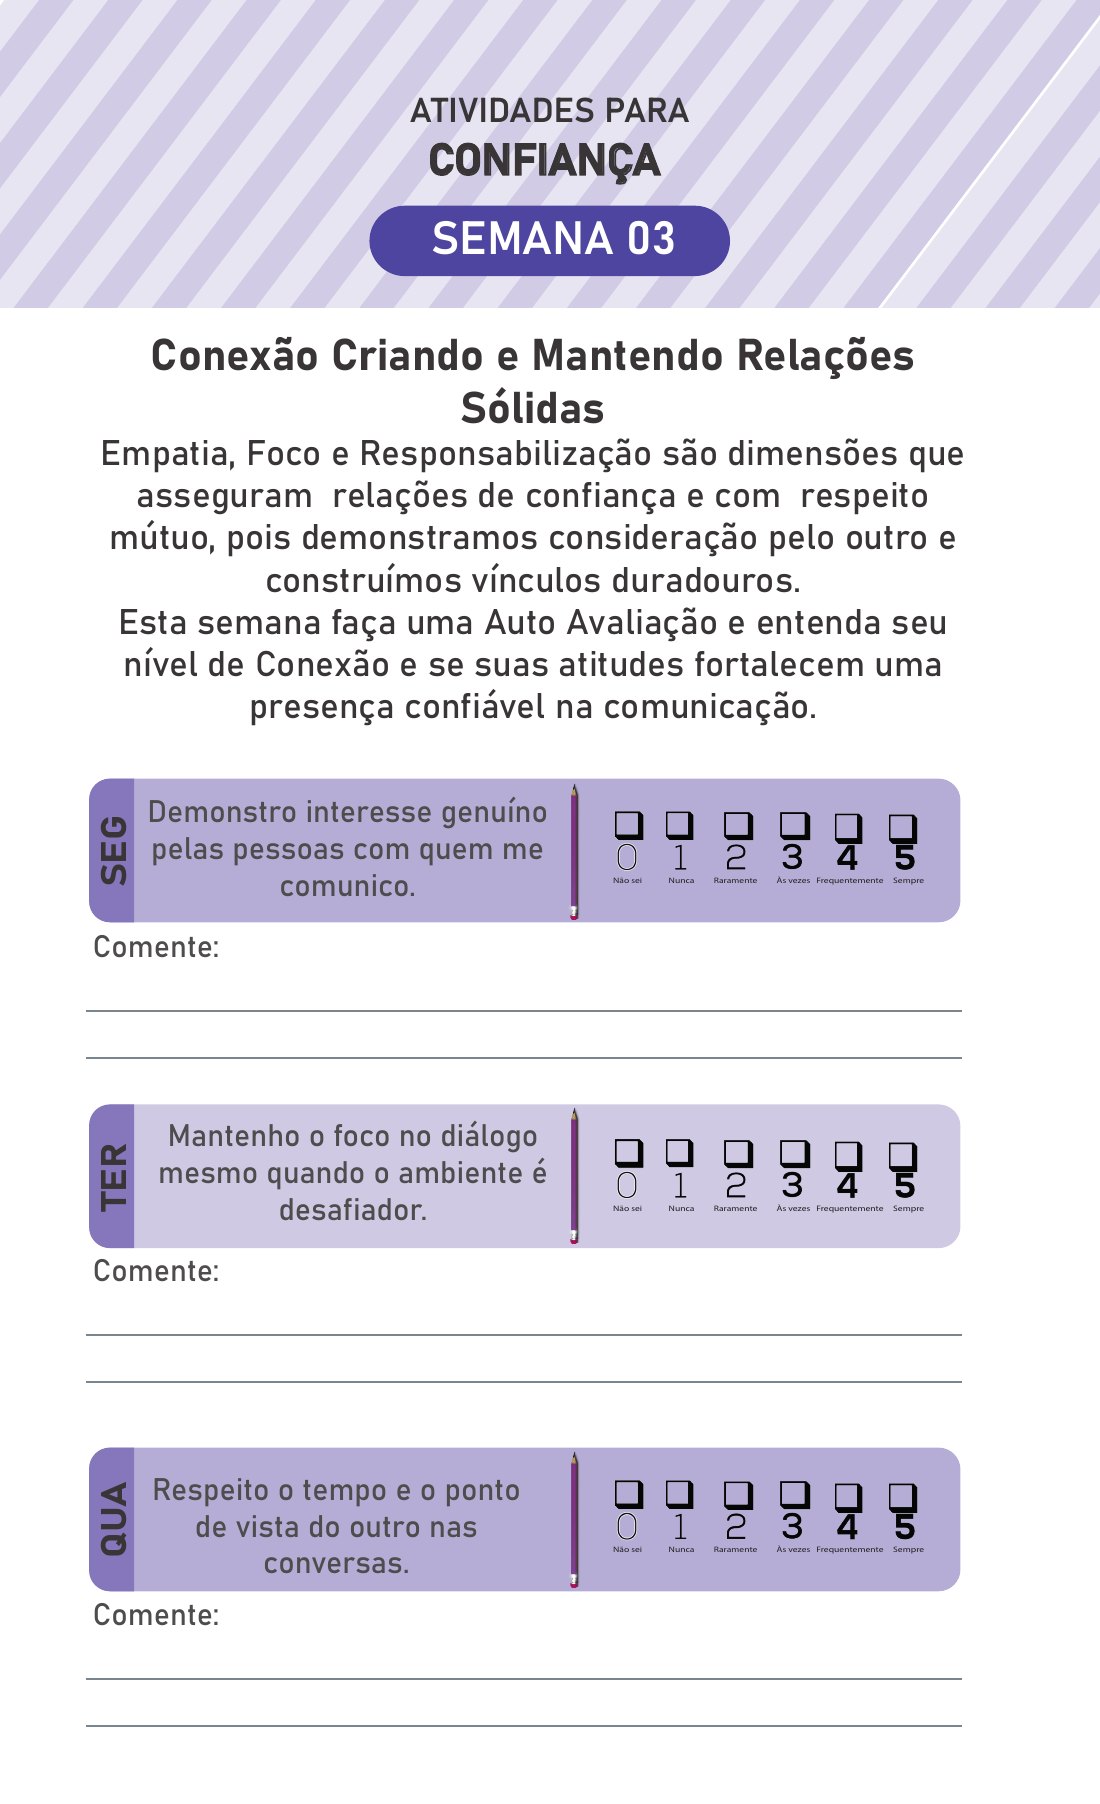 ATIVIDADES PARA
CONFIANÇA
SEMANA 03
Conexão Criando e Mantendo Relações
Sólidas
Empatia, Foco e Responsabilização são dimensões que
asseguram  relações de confiança e com  respeito
mútuo, pois demonstramos consideração pelo outro e
construímos vínculos duradouros.
Esta semana faça uma Auto Avaliação e entenda seu
nível de Conexão e se suas atitudes fortalecem uma
presença confiável na comunicação.
SEG
Demonstro interesse genuíno
pelas pessoas com quem me
comunico.
0 1 2 3 4 5
Não sei Nunca Raramente Às vezes Frequentemente Sempre
Comente:
TER
Mantenho o foco no diálogo
mesmo quando o ambiente é
desafiador.
0 1 2 3 4 5
Não sei Nunca Raramente Às vezes Frequentemente Sempre
Comente:
QUA
Respeito o tempo e o ponto
de vista do outro nas
conversas.
0 1 2 3 4 5
Não sei Nunca Raramente Às vezes Frequentemente Sempre
Comente: